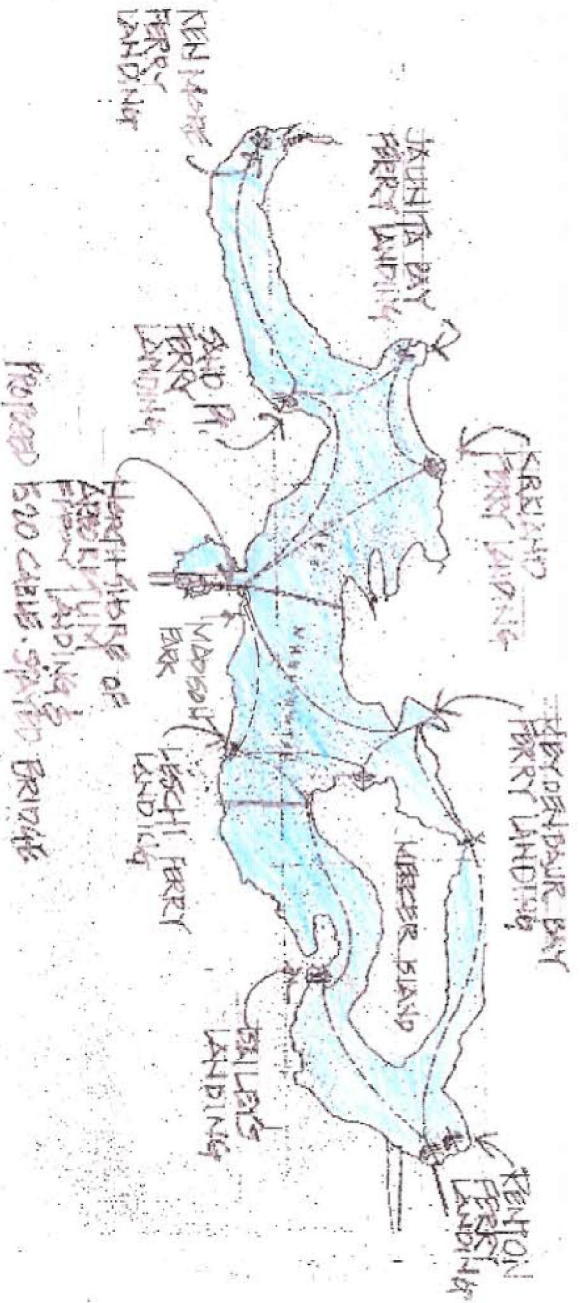 KENMORE
FERRY
LANDING
JAUNITA BAY
FERRY LANDING
SAND PT.
FERRY
LANDING
KIRKLAND
FERRY LANDING
NORTH SHORE OF
ARBORETUM
FERRY LANDING &
PROPOSED 520 CABLE-STAYED BRIDGE
MADISON
PARK
LESCHI FERRY
LANDING
MEYDENBAUR BAY
FERRY LANDING
MERCER ISLAND
BAILEYS
LANDING
RENTON
FERRY
LANDING